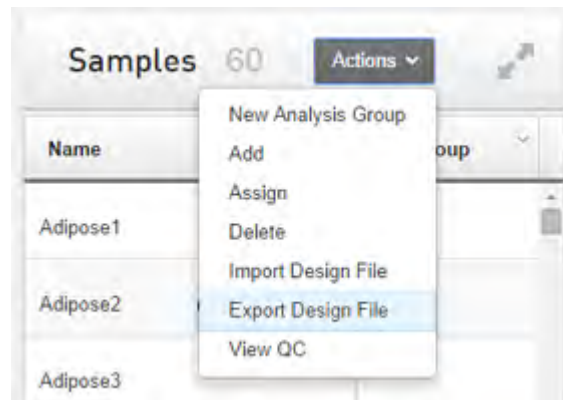 Samples 60 Actions
New Analysis Group
Name
Add
oup
Assign
Adipose1
Delete
Import Design File
Adipose2
Export Design File
View QC
Adipose3